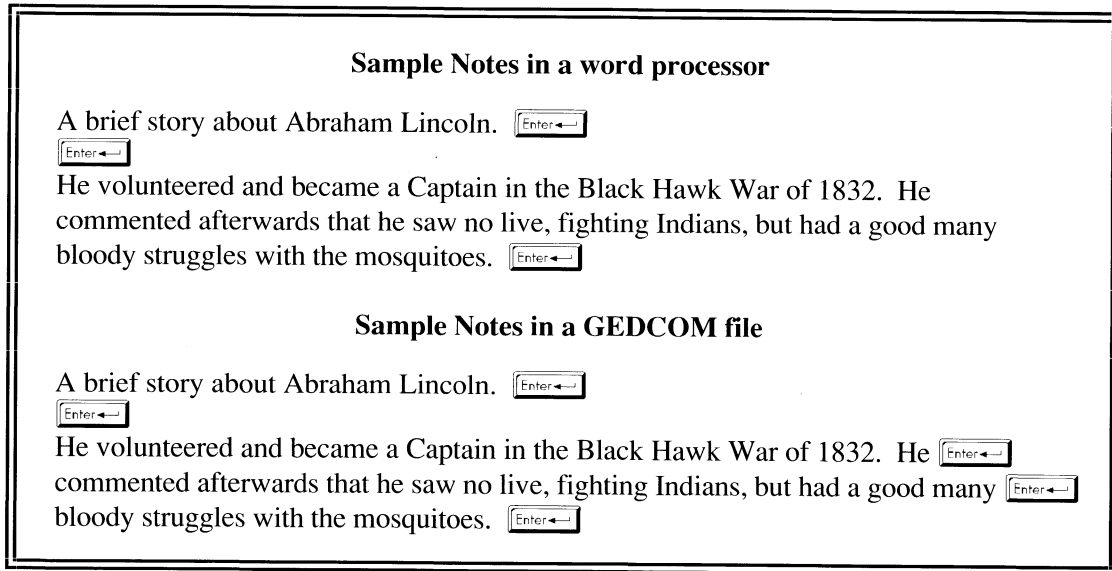 Sample Notes in a word processor
A brief story about Abraham Lincoln. Enter
Enter
He volunteered and became a Captain in the Black Hawk War of 1832. He
commented afterwards that he saw no live, fighting Indians, but had a good many
bloody struggles with the mosquitoes. Enter
Sample Notes in a GEDCOM file
A brief story about Abraham Lincoln. Enter
Enter
He volunteered and became a Captain in the Black Hawk War of 1832. He Enter
commented afterwards that he saw no live, fighting Indians, but had a good many Enter
bloody struggles with the mosquitoes. Enter